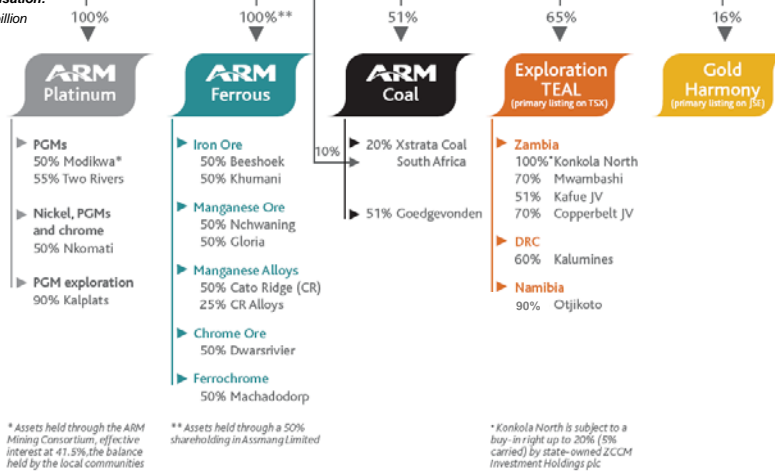 isation:
billion
100%
100%**
51%
65%
16%
ARM
Platinum
ARM
Ferrous
ARM
Coal
Exploration
TEAL
(primary listing on TSX)
Gold
Harmony
(primary listing on JSE)
PGMs
50% Modikwa*
55% Two Rivers
Nickel, PGMs
and chrome
50% Nkomati
PGM exploration
90% Kalplats
Iron Ore
50% Beeshoek
50% Khumani
Manganese Ore
50% Nchwaning
50% Gloria
Manganese Alloys
50% Cato Ridge (CR)
25% CR Alloys
Chrome Ore
50% Dwarsrivier
Ferrochrome
50% Machadodorp
10%
20% Xstrata Coal
South Africa
51% Goedgevonden
Zambia
100%* Konkola North
70% Mwambashi
51% Kafue JV
70% Copperbelt JV
DRC
60% Kalumines
Namibia
90% Otjikoto
* Assets held through the ARM
Mining Consortium, effective
interest at 41.5%,the balance
held by the local communities
** Assets held through a 50%
shareholding in Assmang Limited
* Konkola North is subject to a
buy-in right up to 20% (5%
carried) by state-owned ZCCM
Investment Holdings plc